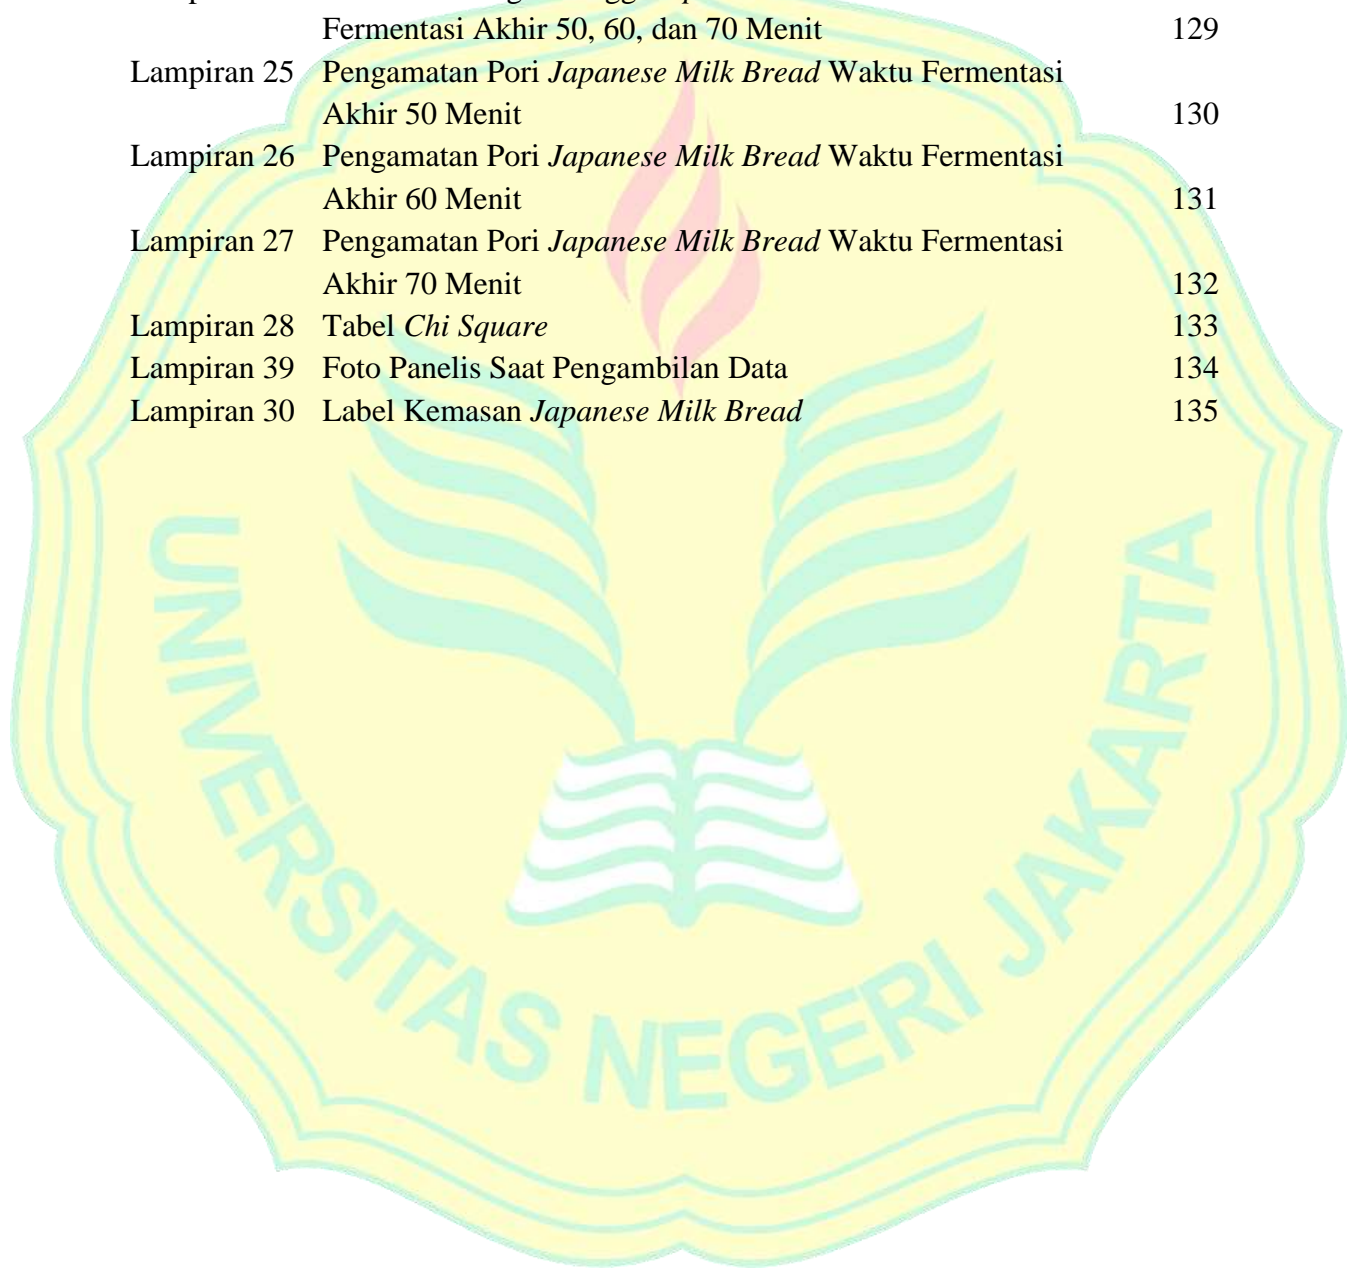 Fermentasi Akhir 50, 60, dan 70 Menit 129
Lampiran 25 Pengamatan Pori Japanese Milk Bread Waktu Fermentasi
Akhir 50 Menit 130
Lampiran 26 Pengamatan Pori Japanese Milk Bread Waktu Fermentasi
Akhir 60 Menit 131
Lampiran 27 Pengamatan Pori Japanese Milk Bread Waktu Fermentasi
Akhir 70 Menit 132
Lampiran 28 Tabel Chi Square 133
Lampiran 39 Foto Panelis Saat Pengambilan Data 134
Lampiran 30 Label Kemasan Japanese Milk Bread 135
UNIVERSITAS NEGERI JAKARTA